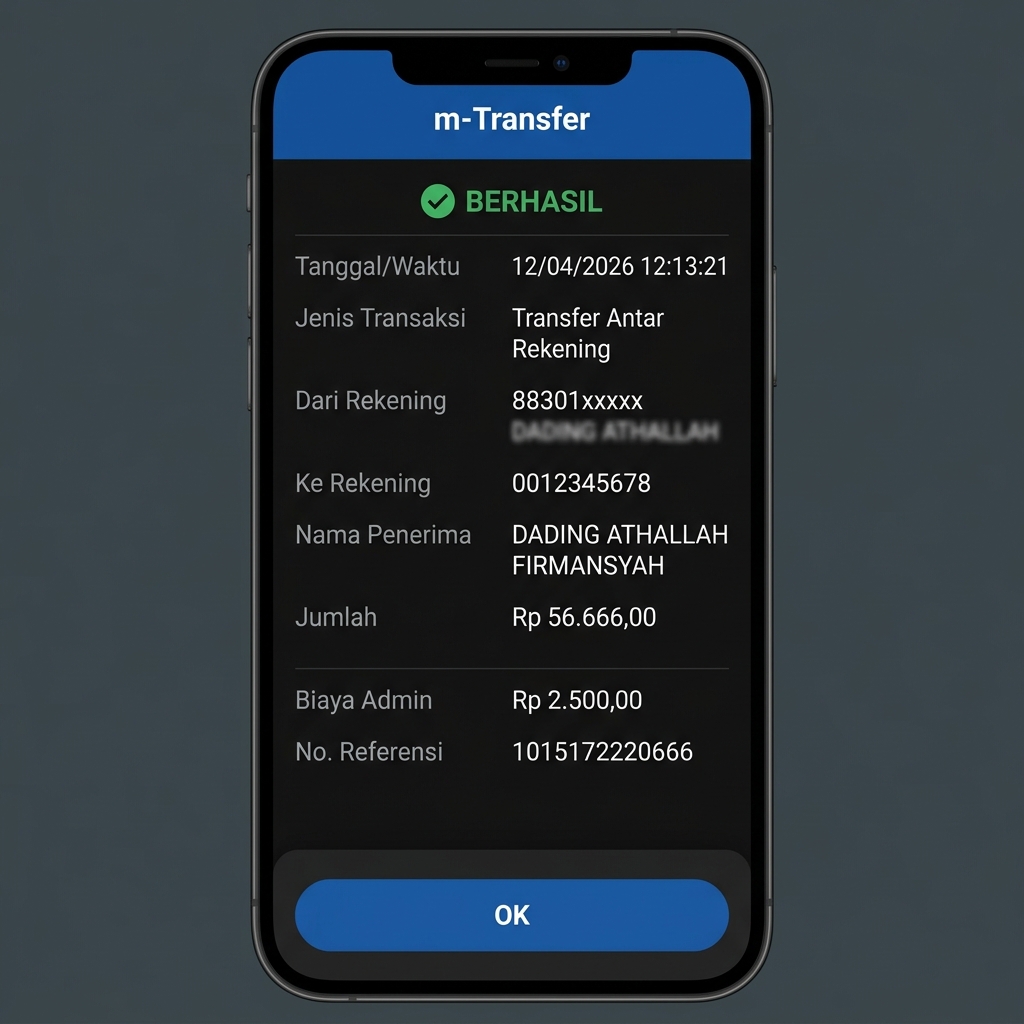 m-Transfer
BERHASIL
Tanggal/Waktu 12/04/2026 12:13:21
Jenis Transaksi Transfer Antar
Rekening
Dari Rekening 88301xxxxx
DADING ATHALLAH
Ke Rekening 0012345678
Nama Penerima DADING ATHALLAH
FIRMANSYAH
Jumlah Rp 56.666,00
Biaya Admin Rp 2.500,00
No. Referensi 1015172220666
OK